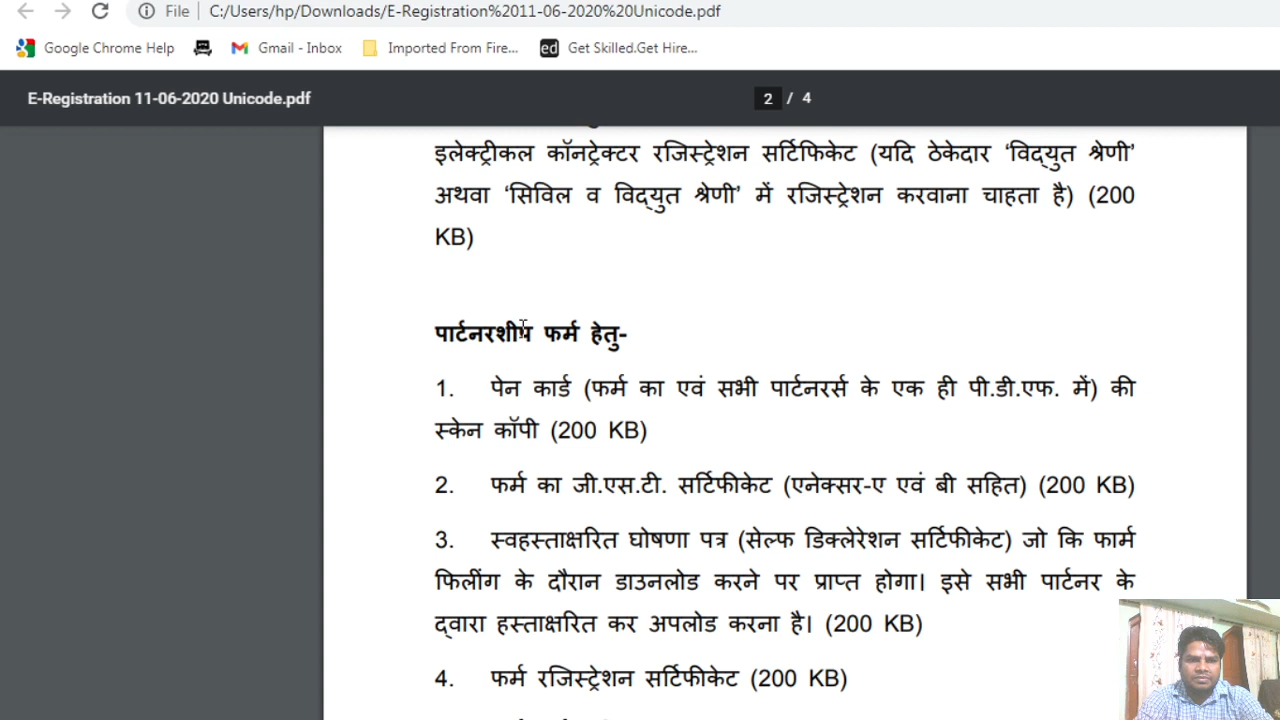 File C:/Users/hp/Downloads/E-Registration%2011-06-2020%20Unicode.pdf
Google Chrome Help Gmail - Inbox Imported From Fire... ed Get Skilled.Get Hire...
E-Registration 11-06-2020 Unicode.pdf 2 / 4
इलेक्ट्रीकल कॉनट्रेक्टर रजिस्ट्रेशन सर्टिफिकेट (यदि ठेकेदार ‘विद्युत श्रेणी’
अथवा ‘सिविल व विद्युत श्रेणी’ में रजिस्ट्रेशन करवाना चाहता है) (200
KB)
पार्टनरशीप फर्म हेतु-
1. पेन कार्ड (फर्म का एवं सभी पार्टनरर्स के एक ही पी.डी.एफ. में) की
स्केन कॉपी (200 KB)
2. फर्म का जी.एस.टी. सर्टिफीकेट (एनेक्सर-ए एवं बी सहित) (200 KB)
3. स्वहस्ताक्षरित घोषणा पत्र (सेल्फ डिक्लेरेशन सर्टिफीकेट) जो कि फार्म
फिलींग के दौरान डाउनलोड करने पर प्राप्त होगा। इसे सभी पार्टनर के
द्वारा हस्ताक्षरित कर अपलोड करना है। (200 KB)
4. फर्म रजिस्ट्रेशन सर्टिफीकेट (200 KB)